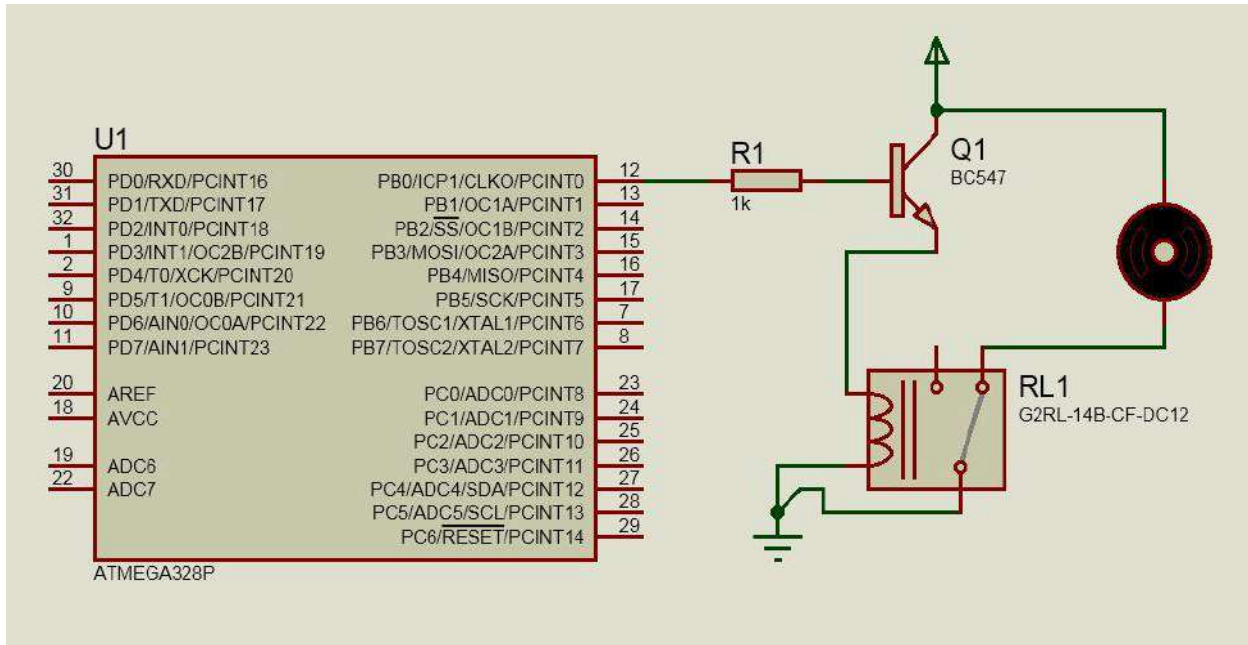 U1
30 PD0/RXD/PCINT16 PB0/ICP1/CLKO/PCINT0 12
31 PD1/TXD/PCINT17 PB1/OC1A/PCINT1 13
32 PD2/INT0/PCINT18 PB2/SS/OC1B/PCINT2 14
1 PD3/INT1/OC2B/PCINT19 PB3/MOSI/OC2A/PCINT3 15
2 PD4/T0/XCK/PCINT20 PB4/MISO/PCINT4 16
9 PD5/T1/OC0B/PCINT21 PB5/SCK/PCINT5 17
10 PD6/AIN0/OC0A/PCINT22 PB6/TOSC1/XTAL1/PCINT6 7
11 PD7/AIN1/PCINT23 PB7/TOSC2/XTAL2/PCINT7 8
20 AREF PC0/ADC0/PCINT8 23
18 AVCC PC1/ADC1/PCINT9 24
PC2/ADC2/PCINT10 25
19 ADC6 PC3/ADC3/PCINT11 26
22 ADC7 PC4/ADC4/SDA/PCINT12 27
PC5/ADC5/SCL/PCINT13 28
PC6/RESET/PCINT14 29
ATMEGA328P
R1
1k
Q1
BC547
RL1
G2RL-14B-CF-DC12